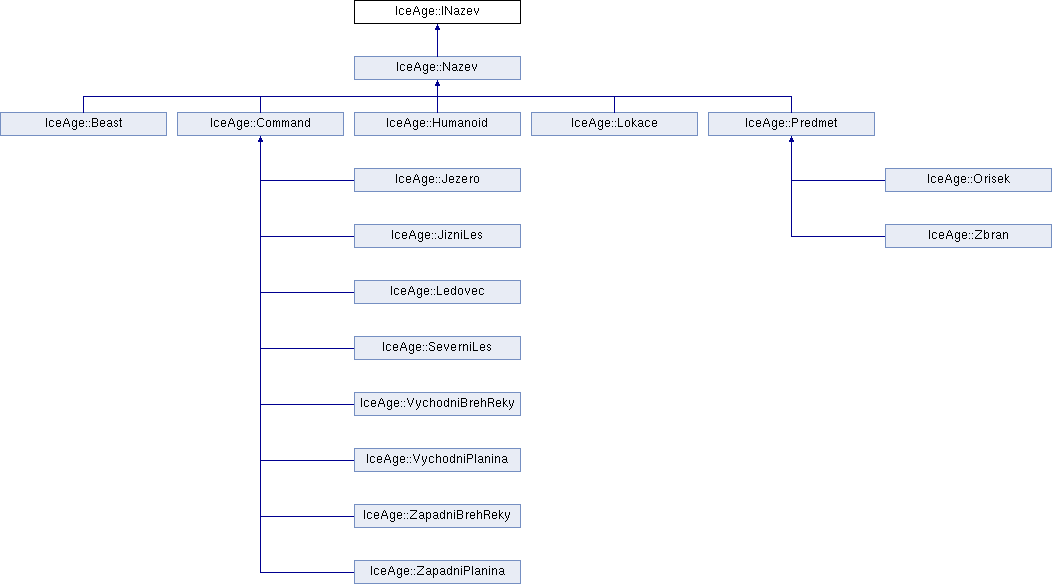 IceAge::INazev
IceAge::Nazev
IceAge::Beast
IceAge::Command
IceAge::Humanoid
IceAge::Lokace
IceAge::Predmet
IceAge::Jezero
IceAge::Orisek
IceAge::JizniLes
IceAge::Zbran
IceAge::Ledovec
IceAge::SeverniLes
IceAge::VychodniBrehReky
IceAge::VychodniPlanina
IceAge::ZapadniBrehReky
IceAge::ZapadniPlanina